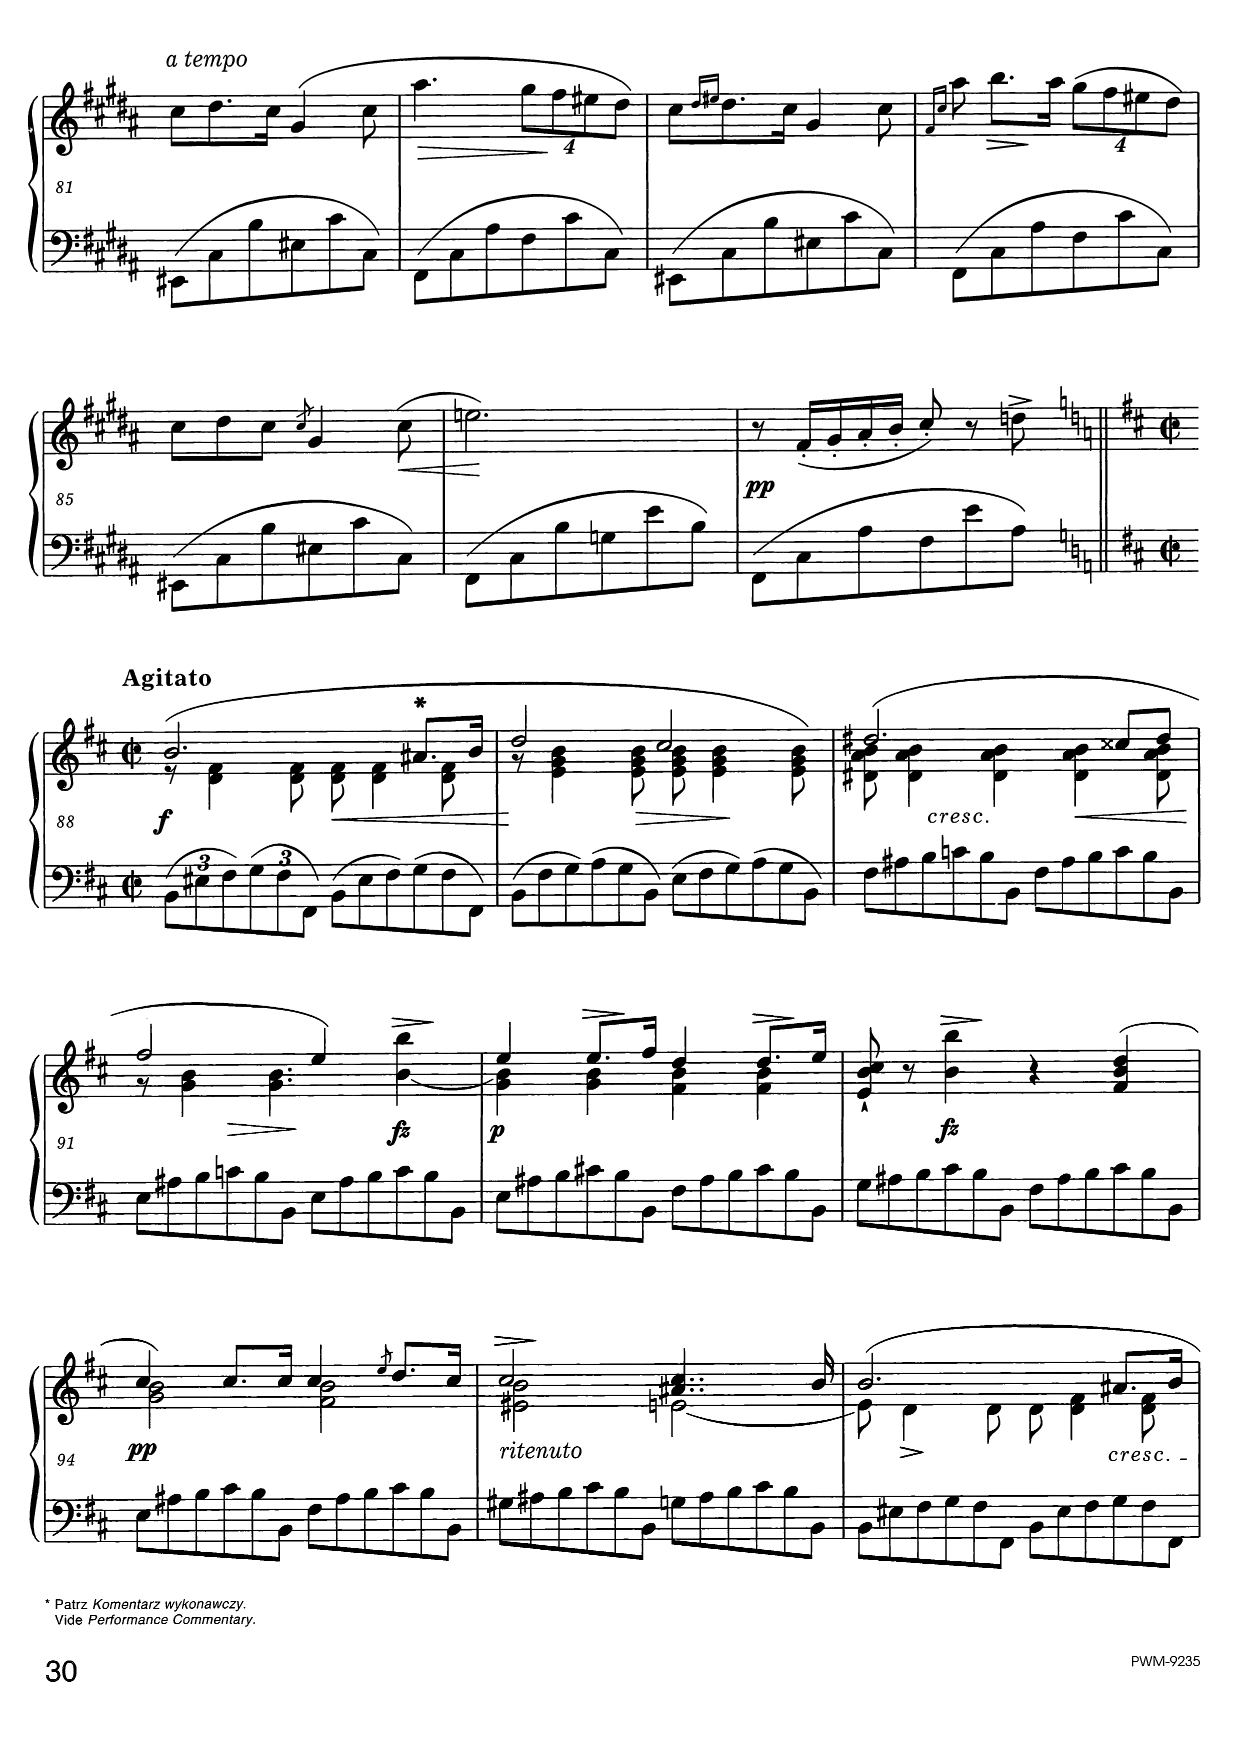 a tempo
4
4
81
85
pp
Agitato
*
f
cresc.
88
3
3
91
fz
p
fz
pp
ritenuto
94
cresc.
* Patrz Komentarz wykonawczy.
Vide Performance Commentary.
30
PWM-9235